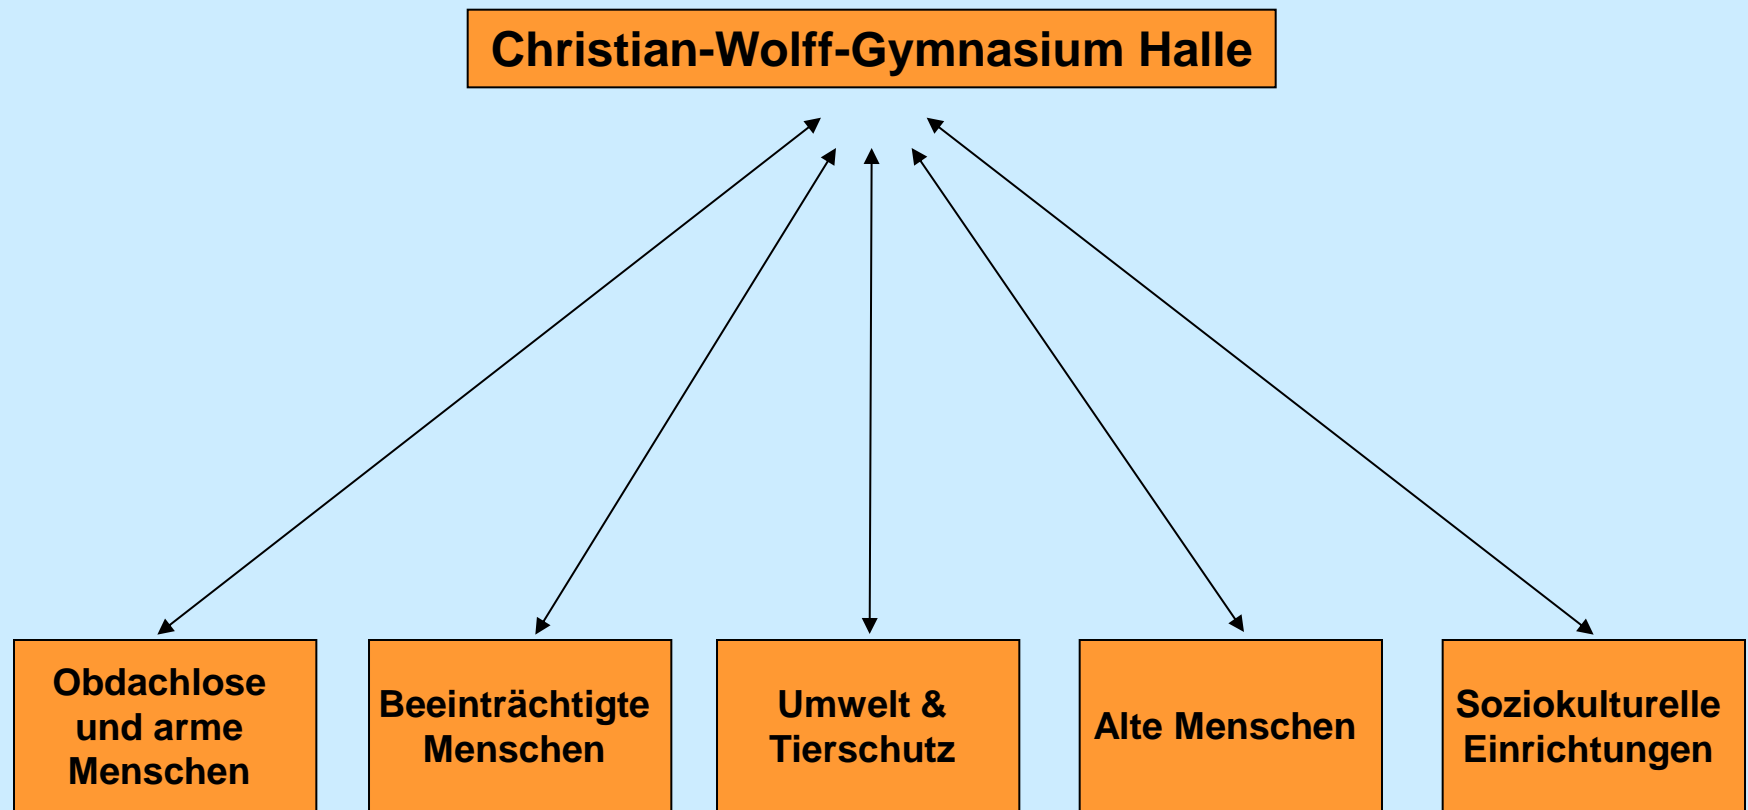 Christian-Wolff-Gymnasium Halle
Obdachlose
und arme
Menschen
Beeinträchtigte
Menschen
Umwelt &
Tierschutz
Alte Menschen
Soziokulturelle
Einrichtungen